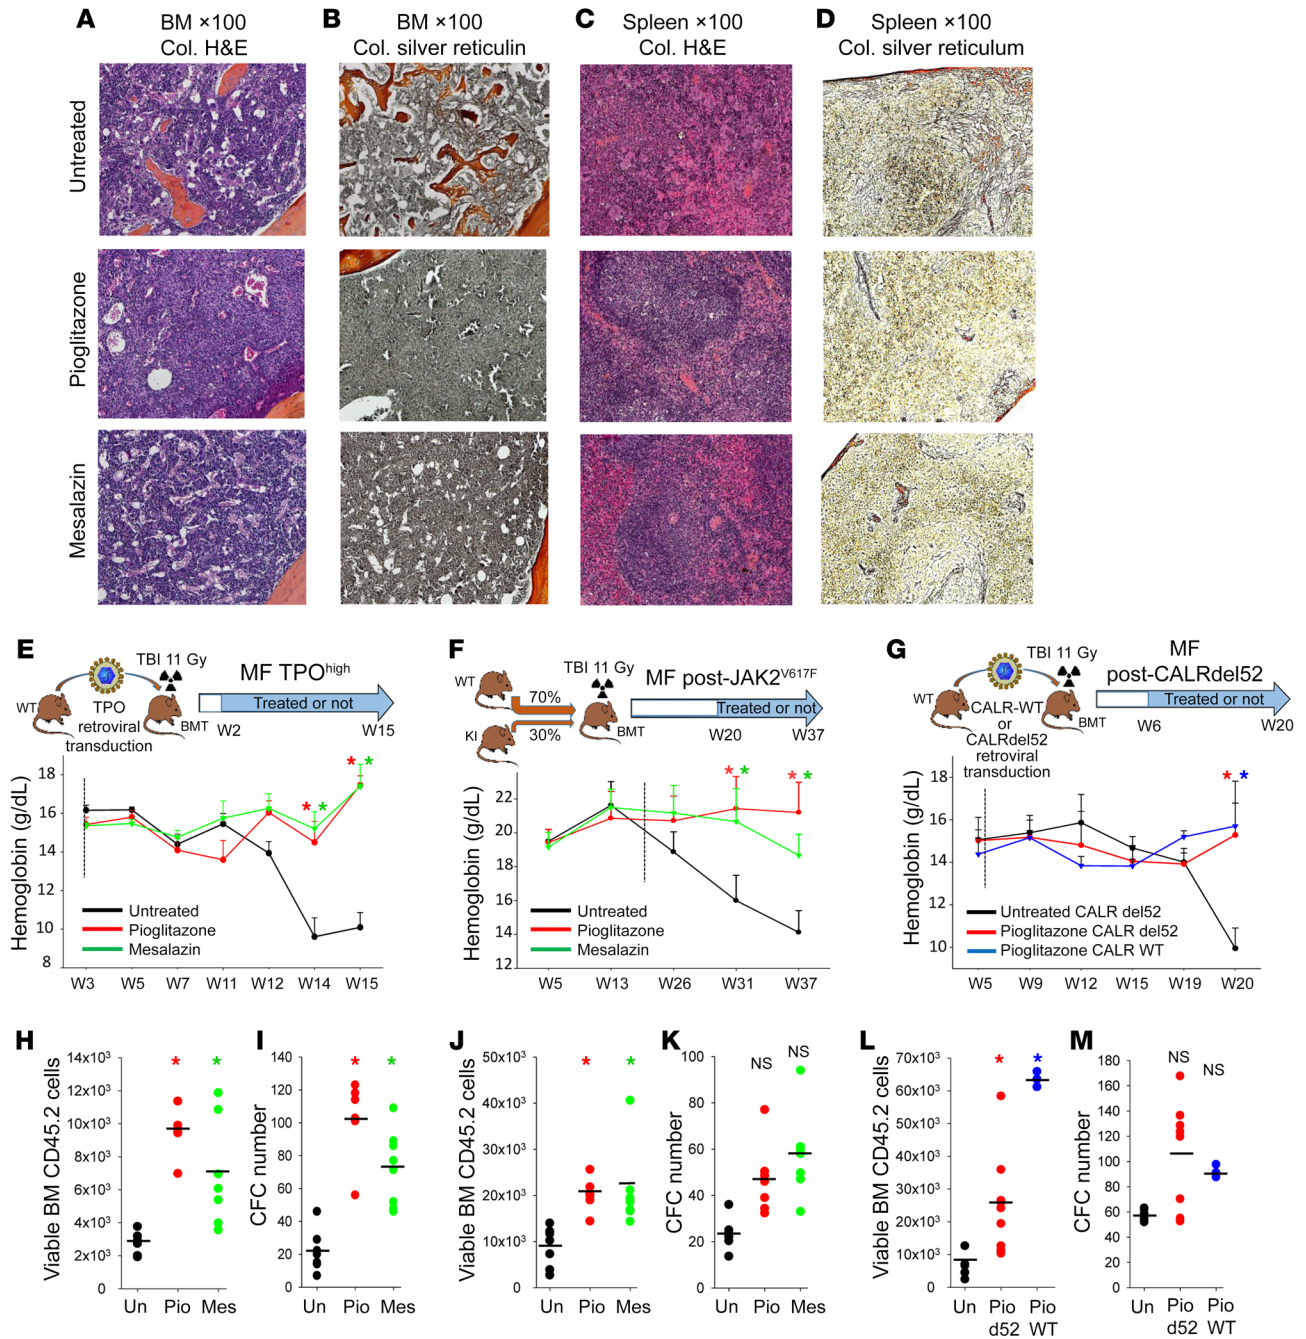 A
BM ×100
Col. H&E
B
BM ×100
Col. silver reticulin
C
Spleen ×100
Col. H&E
D
Spleen ×100
Col. silver reticulum
Untreated
Pioglitazone
Mesalazin
E
TBI 11 Gy
MF TPOhigh
WT
TPO
retroviral
transduction
BMT
Treated or not
W2
W15
Hemoglobin (g/dL)
18
16
14
12
10
8
Untreated
Pioglitazone
Mesalazin
* *
* *
W3 W5 W7 W11 W12 W14 W15
F
TBI 11 Gy
MF post-JAK2V617F
WT
70%
KI
30%
BMT
Treated or not
W20
W37
Hemoglobin (g/dL)
22
20
18
16
14
12
Untreated
Pioglitazone
Mesalazin
* *
* *
W5 W13 W26 W31 W37
G
TBI 11 Gy
MF
post-CALRdel52
WT
CALR-WT
or
CALRdel52
retroviral
transduction
BMT
Treated or not
W6
W20
Hemoglobin (g/dL)
18
16
14
12
10
Untreated CALR del52
Pioglitazone CALR del52
Pioglitazone CALR WT
* *
W5 W9 W12 W15 W19 W20
H
Viable BM CD45.2 cells
14x10³
12x10³
10x10³
8x10³
6x10³
4x10³
2x10³
0
* *
Un Pio Mes
I
CFC number
140
120
100
80
60
40
20
0
* *
Un Pio Mes
J
Viable BM CD45.2 cells
50x10³
40x10³
30x10³
20x10³
10x10³
0
* *
Un Pio Mes
K
CFC number
100
80
60
40
20
0
NS
NS
Un Pio Mes
L
Viable BM CD45.2 cells
70x10³
60x10³
50x10³
40x10³
30x10³
20x10³
10x10³
0
* *
Un Pio Pio
d52 WT
M
CFC number
180
160
140
120
100
80
60
40
20
0
NS
NS
Un Pio Pio
d52 WT